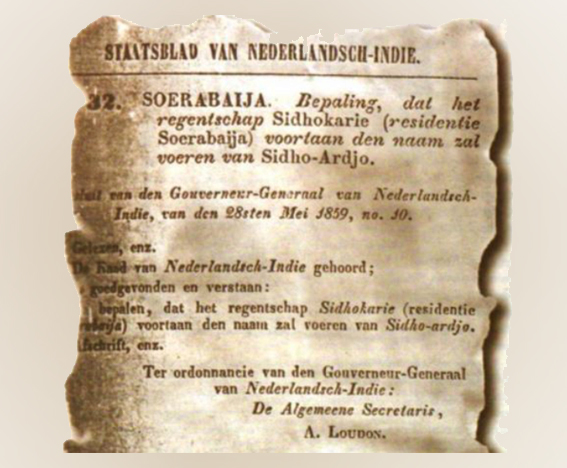 STAATSBLAD VAN NEDERLANDSCH-INDIE.
32. SOERABAIJA. Bepaling, dat het
regentschap Sidhokarie (residentie
Soerabaija) voortaan den naam zal
voeren van Sidho-Ardjo.
van den Gouverneur-Generaal van Nederlandsch-
Indie, van den 28sten Mei 1859, no. 10.
Gelezen, enz.
De Raad van Nederlandsch-Indie gehoord;
goedgevonden en verstaan:
bepalen, dat het regentschap Sidhokarie (residentie
voortaan den naam zal voeren van Sidho-ardjo.
Afschrift, enz.
Ter ordonnancie van den Gouverneur-Generaal
van Nederlandsch-Indie:
De Algemeene Secretaris,
A. LOUDON.